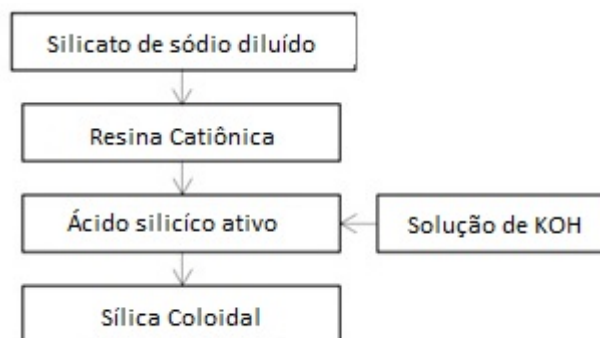 Silicato de sódio diluído
Resina Catiônica
Ácido silicíco ativo
Solução de KOH
Sílica Coloidal